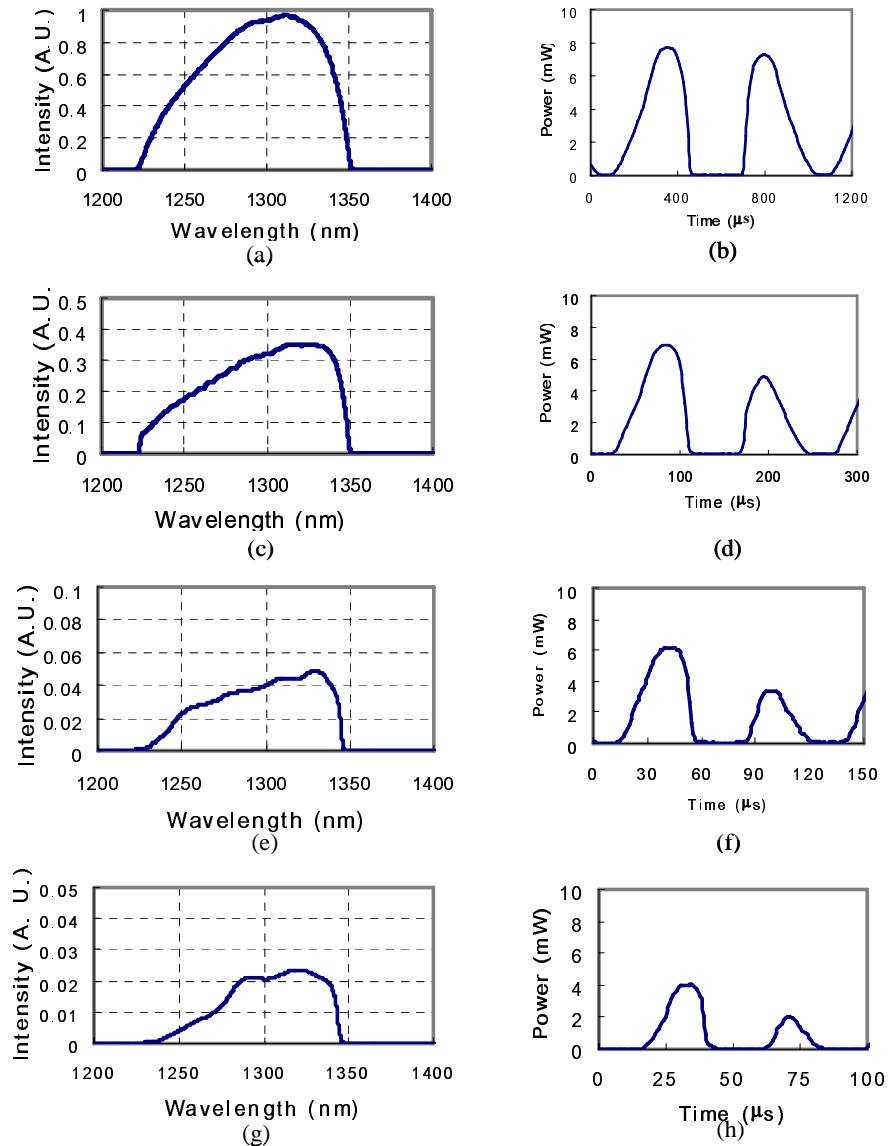 Intensity (A.U.)
1
0.8
0.6
0.4
0.2
0
1200 1250 1300 1350 1400
Wavelength (nm)
(a)
Power (mW)
10
8
6
4
2
0
0 400 800 1200
Time (μs)
(b)
Intensity (A.U.
0.5
0.4
0.3
0.2
0.1
0
1200 1250 1300 1350 1400
Wavelength (nm)
(c)
Power (mW)
10
8
6
4
2
0
0 100 200 300
Time (μs)
(d)
Intensity (A.U.)
0.1
0.08
0.06
0.04
0.02
0
1200 1250 1300 1350 1400
Wavelength (nm)
(e)
Power (mW)
10
8
6
4
2
0
0 30 60 90 120 150
Time (μs)
(f)
Intensity (A. U.)
0.05
0.04
0.03
0.02
0.01
0
1200 1250 1300 1350 1400
Wavelength (nm)
(g)
Power (mW)
10
8
6
4
2
0
0 25 50 75 100
Time (μs)
(h)